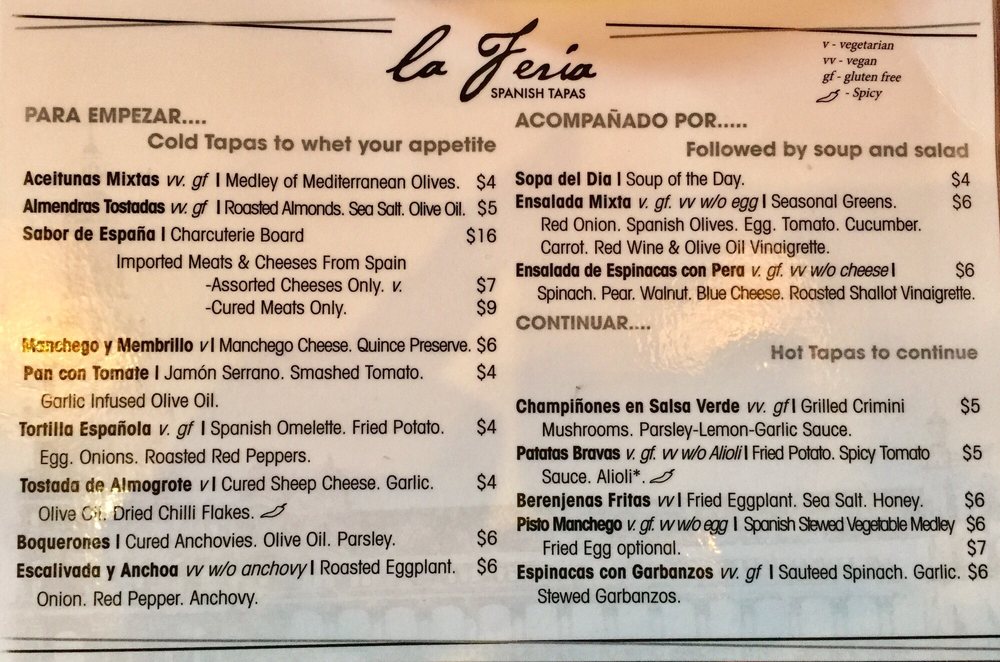 la Feria
SPANISH TAPAS
v - vegetarian
vv - vegan
gf - gluten free
- Spicy
PARA EMPEZAR....
Cold Tapas to whet your appetite
Aceitunas Mixtas vv. gf | Medley of Mediterranean Olives. $4
Almendras Tostadas vv. gf | Roasted Almonds. Sea Salt. Olive Oil. $5
Sabor de España | Charcuterie Board $16
Imported Meats & Cheeses From Spain
-Assorted Cheeses Only. v. $7
-Cured Meats Only. $9
Manchego y Membrillo v | Manchego Cheese. Quince Preserve. $6
Pan con Tomate | Jamón Serrano. Smashed Tomato. $4
Garlic Infused Olive Oil.
Tortilla Española v. gf | Spanish Omelette. Fried Potato. $4
Egg. Onions. Roasted Red Peppers.
Tostada de Almogrote v | Cured Sheep Cheese. Garlic. $4
Olive Oil. Dried Chilli Flakes.
Boquerones | Cured Anchovies. Olive Oil. Parsley. $6
Escalivada y Anchoa vv w/o anchovy | Roasted Eggplant. $6
Onion. Red Pepper. Anchovy.
ACOMPAÑADO POR.....
Followed by soup and salad
Sopa del Dia | Soup of the Day. $4
Ensalada Mixta v. gf. vv w/o egg | Seasonal Greens. $6
Red Onion. Spanish Olives. Egg. Tomato. Cucumber.
Carrot. Red Wine & Olive Oil Vinaigrette.
Ensalada de Espinacas con Pera v. gf. vv w/o cheese | $6
Spinach. Pear. Walnut. Blue Cheese. Roasted Shallot Vinaigrette.
CONTINUAR....
Hot Tapas to continue
Champiñones en Salsa Verde vv. gf | Grilled Crimini $5
Mushrooms. Parsley-Lemon-Garlic Sauce.
Patatas Bravas v. gf. vv w/o Alioli | Fried Potato. Spicy Tomato $5
Sauce. Alioli*.
Berenjenas Fritas vv | Fried Eggplant. Sea Salt. Honey. $6
Pisto Manchego v. gf. vv w/o egg | Spanish Stewed Vegetable Medley $6
Fried Egg optional. $7
Espinacas con Garbanzos vv. gf | Sauteed Spinach. Garlic. $6
Stewed Garbanzos.